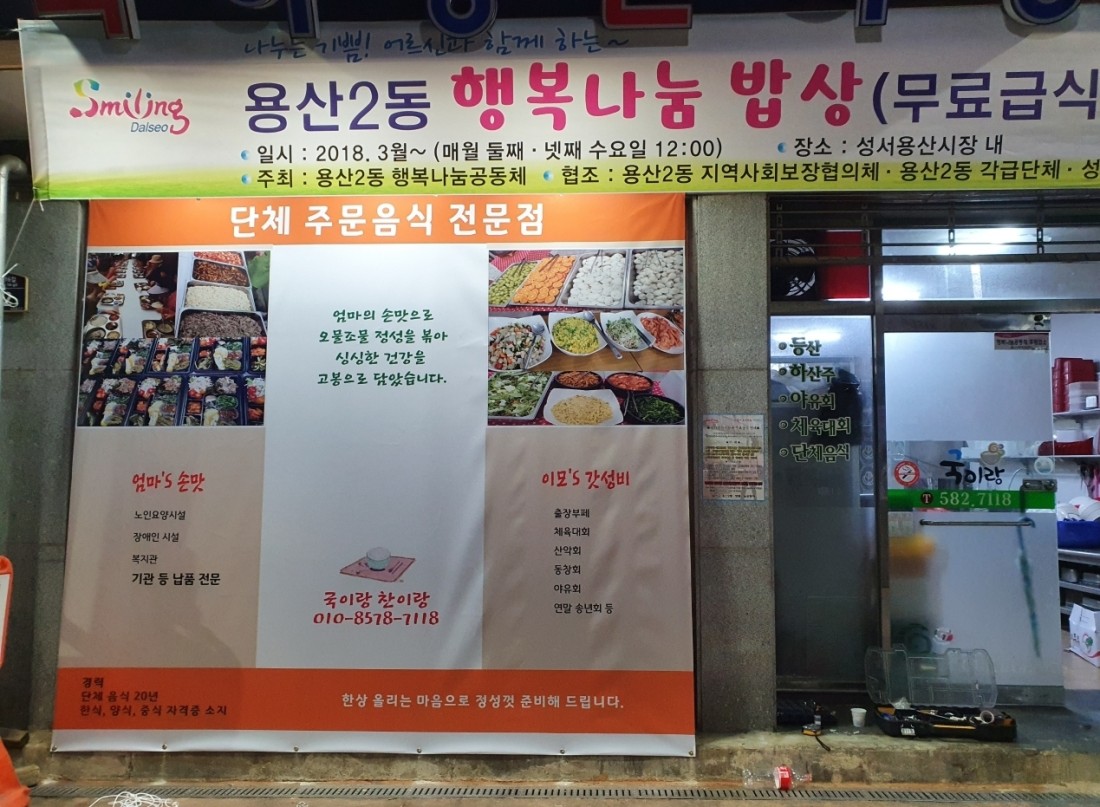 나누는 기쁨! 어르신과 함께 하는~
Smiling
Dalseo
용산2동 행복나눔 밥상(무료급식
일시 : 2018. 3월~ (매월 둘째·넷째 수요일 12:00)
장소 : 성서용산시장 내
주최 : 용산2동 행복나눔공동체
협조 : 용산2동 지역사회보장협의체·용산2동 각급단체·성
단체 주문음식 전문점
엄마의 손맛으로
오물조물 정성을 볶아
싱싱한 건강을
고봉으로 담았습니다.
엄마's 손맛
노인요양시설
장애인 시설
복지관
기관 등 납품 전문
이모's 갓성비
출장부페
체육대회
산악회
동창회
야유회
연말 송년회 등
국이랑 찬이랑
010-8578-7118
경력
단체 음식 20년
한식, 양식, 중식 자격증 소지
한상 올리는 마음으로 정성껏 준비해 드립니다.
등산
하산주
야유회
체육대회
단체음식
국이랑
T 582.7118